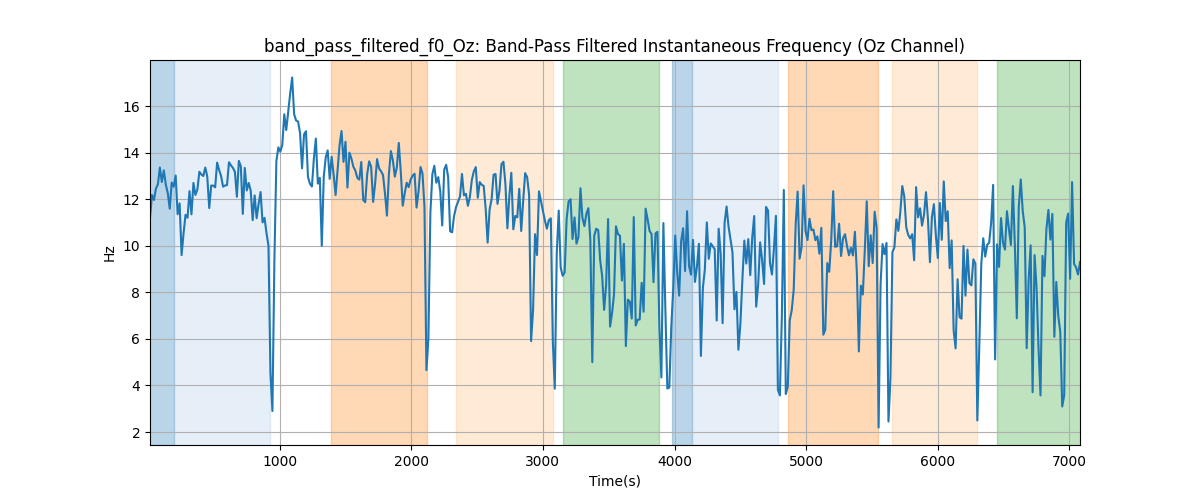 band_pass_filtered_f0_Oz: Band-Pass Filtered Instantaneous Frequency (Oz Channel)
Hz
16
14
12
10
8
6
4
2
1000 2000 3000 4000 5000 6000 7000
Time(s)